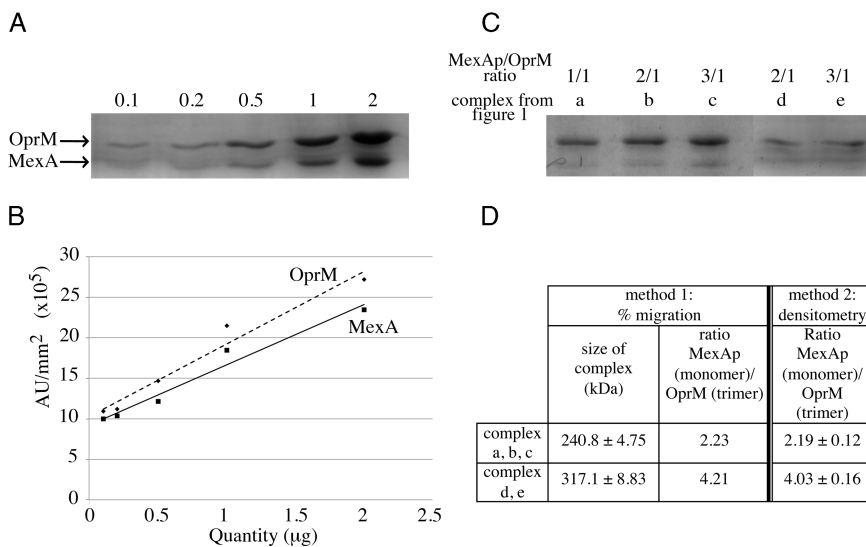 A
0.1 0.2 0.5 1 2
OprM
MexA
B
AU/mm² (x10⁵)
30
25
20
15
10
5
0
OprM
MexA
0 0.5 1 1.5 2 2.5
Quantity (µg)
C
MexAp/OprM
ratio
1/1 2/1 3/1 2/1 3/1
complex from
figure 1
a b c d e
D
method 1:
% migration
method 2:
densitometry
size of
complex
(kDa)
ratio
MexAp
(monomer)/
OprM (trimer)
Ratio
MexAp
(monomer)/
OprM
(trimer)
complex
a, b, c
240.8 ± 4.75 2.23 2.19 ± 0.12
complex
d, e
317.1 ± 8.83 4.21 4.03 ± 0.16